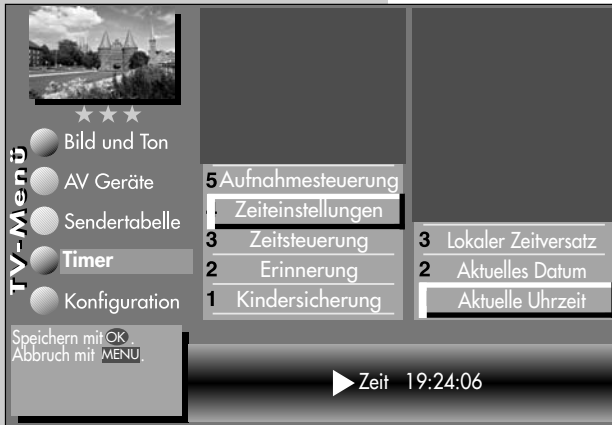 TV-Menü
Bild und Ton
AV Geräte
Sendertabelle
Timer
Konfiguration
5 Aufnahmesteuerung
Zeiteinstellungen
3 Zeitsteuerung
2 Erinnerung
1 Kindersicherung
3 Lokaler Zeitversatz
2 Aktuelles Datum
Aktuelle Uhrzeit
Speichern mit OK .
Abbruch mit MENU.
Zeit 19:24:06